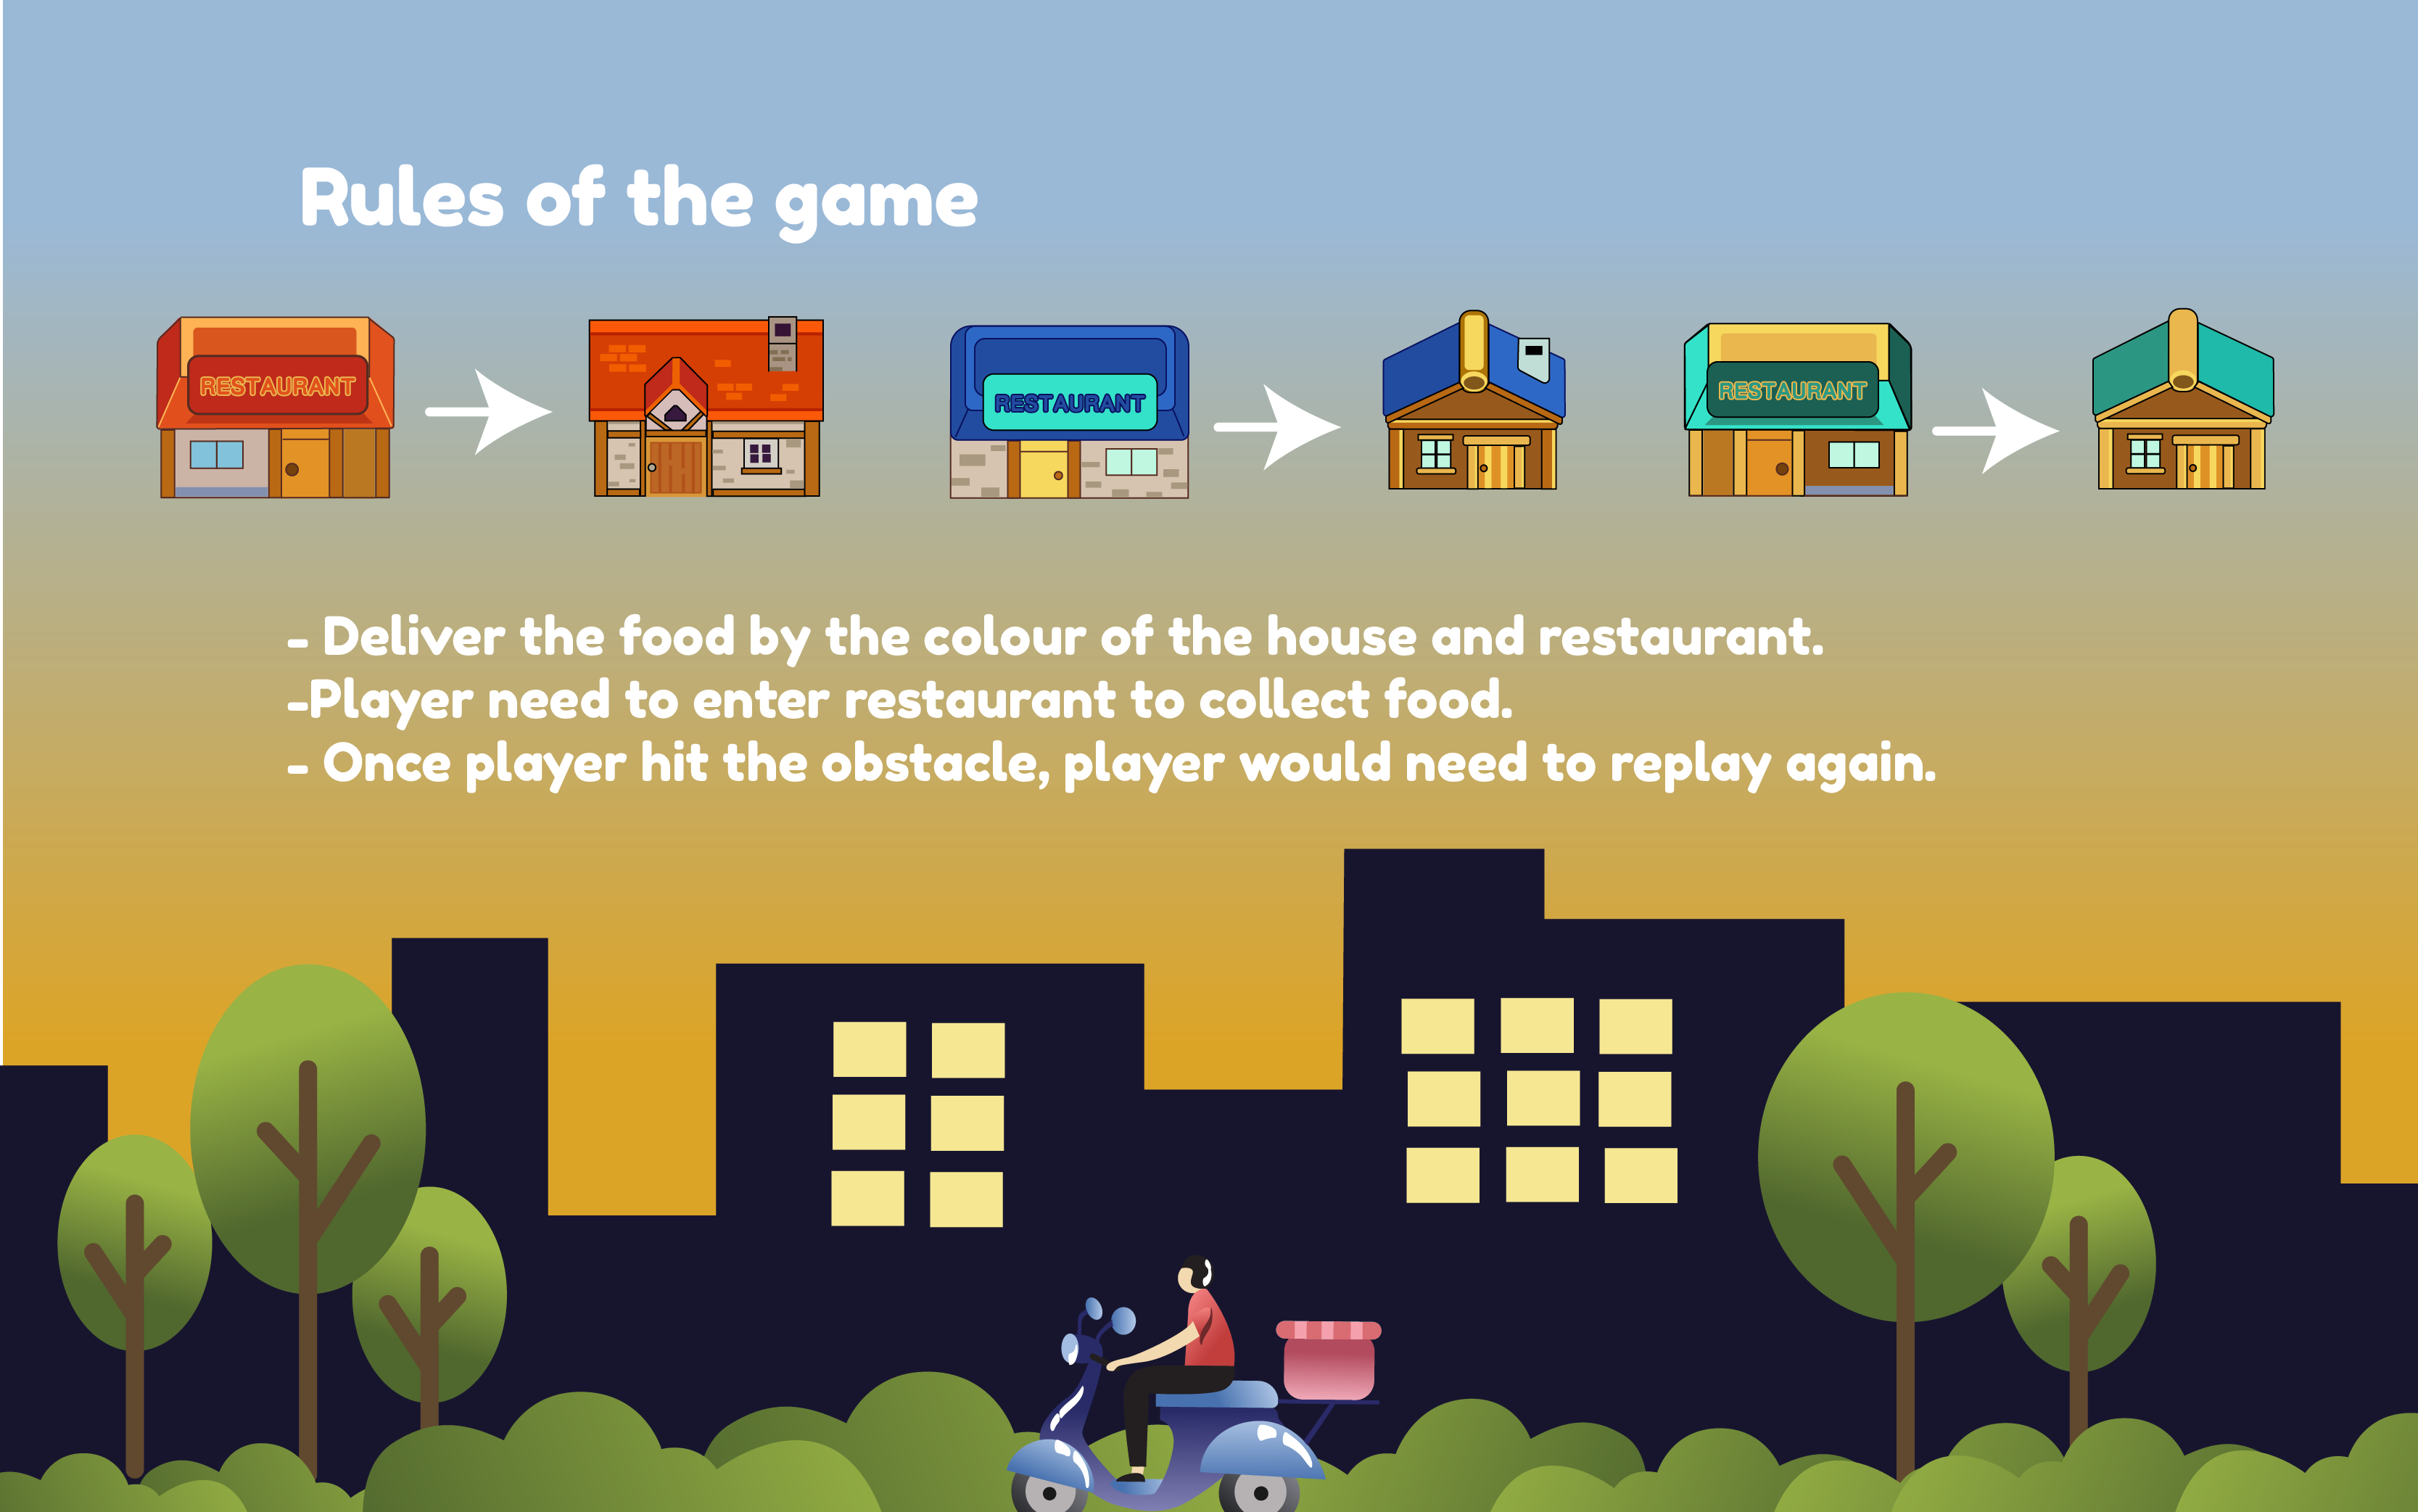 Rules of the game
RESTAURANT
RESTAURANT
RESTAURANT
- Deliver the food by the colour of the house and restaurant.
-Player need to enter restaurant to collect food.
- Once player hit the obstacle, player would need to replay again.